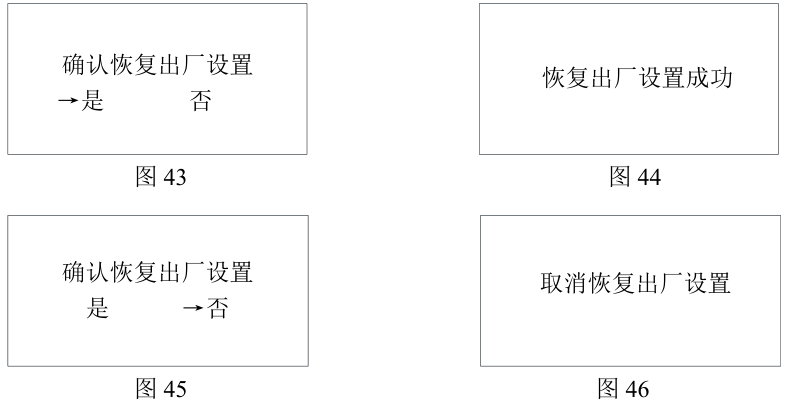 确认恢复出厂设置
→是 否
图 43
恢复出厂设置成功
图 44
确认恢复出厂设置
是 →否
图 45
取消恢复出厂设置
图 46